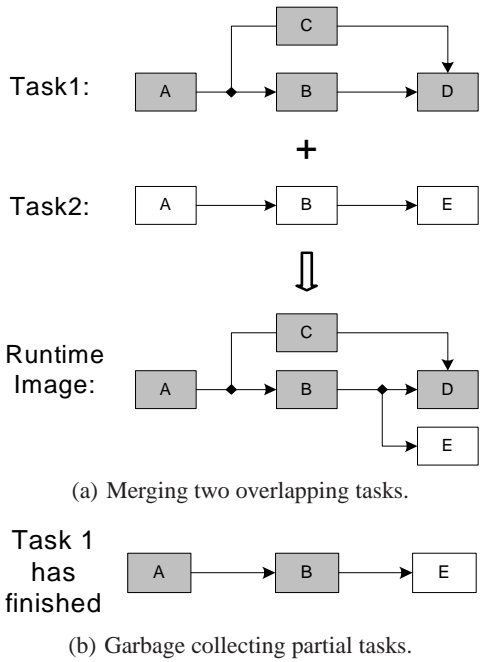 C
Task1: A B D
+
Task2: A B E
C
Runtime
Image: A B D
E
(a) Merging two overlapping tasks.
Task 1
has A B E
finished
(b) Garbage collecting partial tasks.